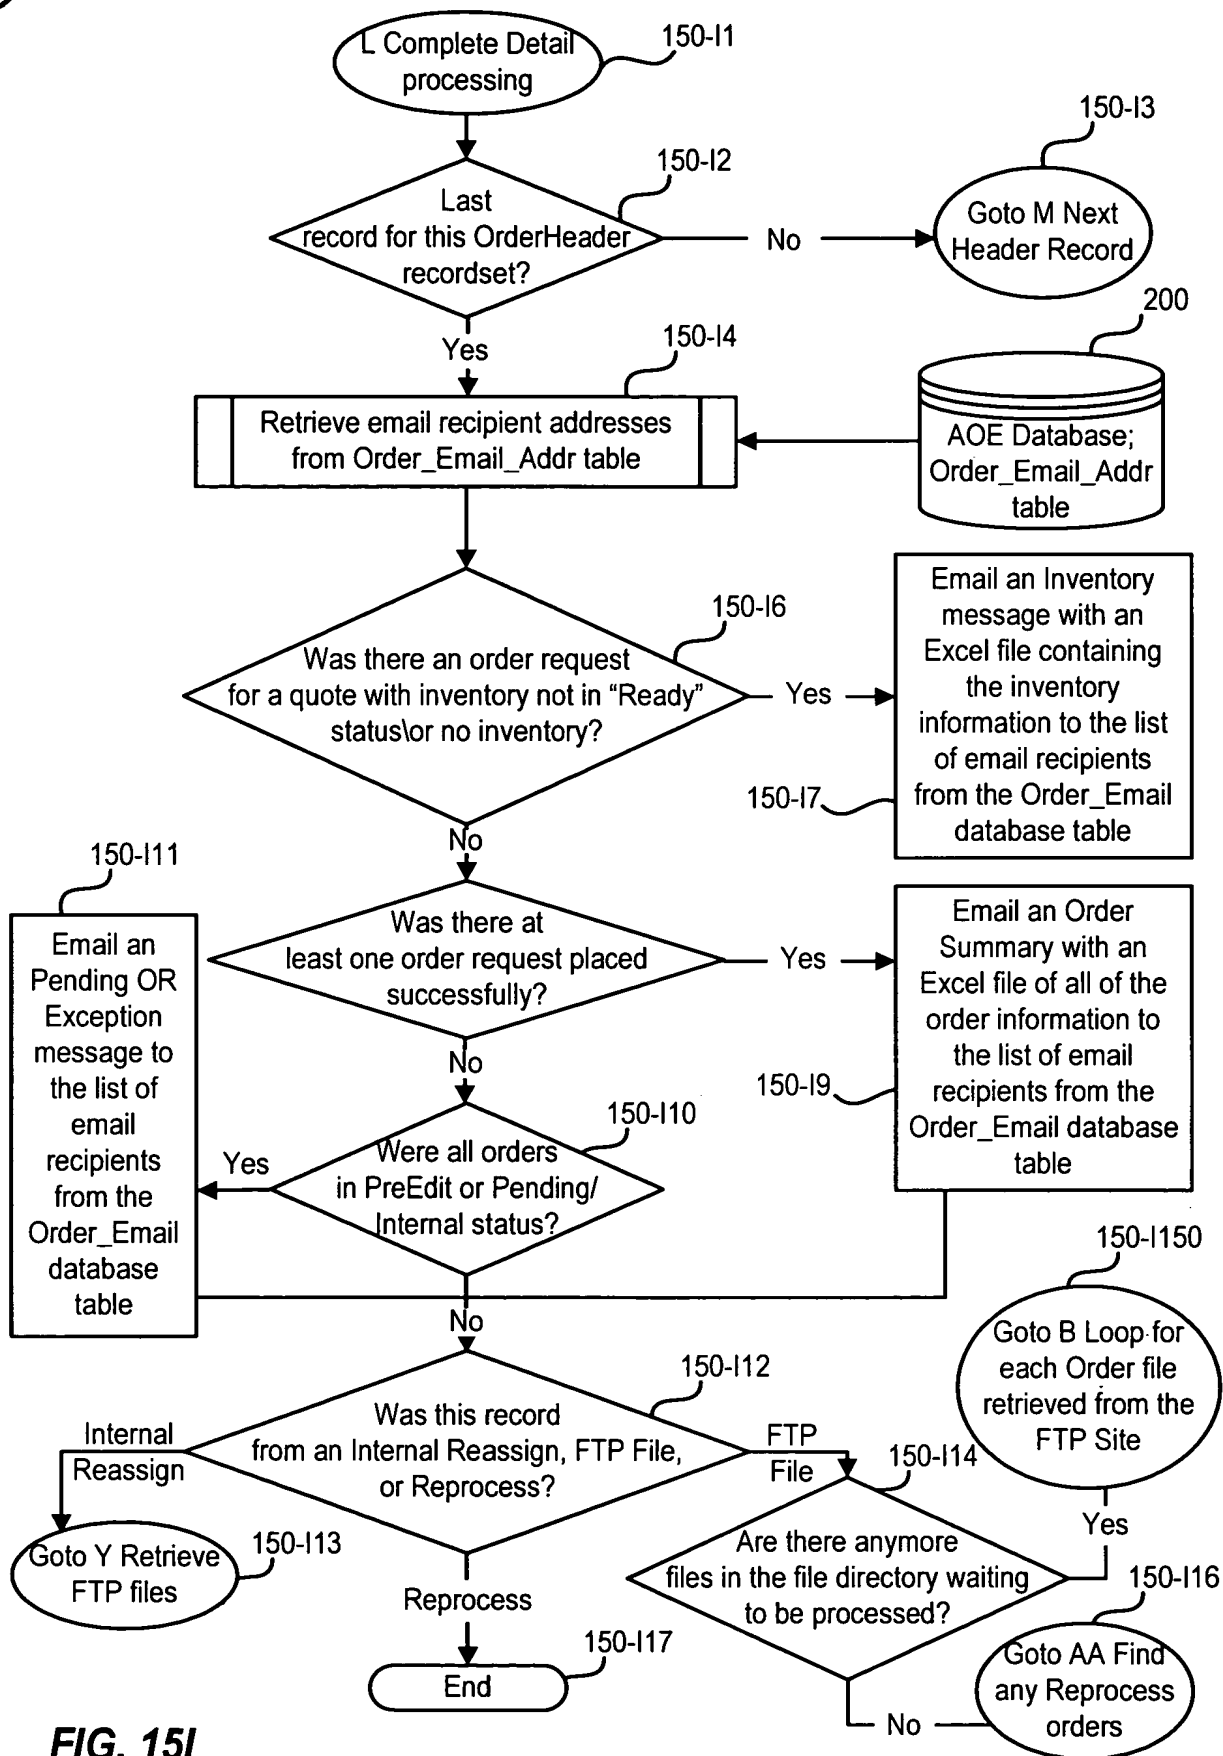 L Complete Detail
processing
150-I1
150-I2
Last
record for this OrderHeader
recordset?
No
150-I3
Goto M Next
Header Record
Yes
150-I4
Retrieve email recipient addresses
from Order_Email_Addr table
200
AOE Database;
Order_Email_Addr
table
150-I6
Was there an order request
for a quote with inventory not in “Ready”
status\or no inventory?
Yes
Email an Inventory
message with an
Excel file containing
the inventory
information to the list
of email recipients
from the Order_Email
database table
150-I7
No
150-I11
Email an
Pending OR
Exception
message to
the list of
email
recipients
from the
Order_Email
database
table
Was there at
least one order request placed
successfully?
Yes
Email an Order
Summary with an
Excel file of all of the
order information to
the list of email
recipients from the
Order_Email database
table
150-I9
No
150-I10
Were all orders
in PreEdit or Pending/
Internal status?
Yes
No
150-I150
Goto B Loop for
each Order file
retrieved from the
FTP Site
150-I12
Was this record
from an Internal Reassign, FTP File,
or Reprocess?
Internal
Reassign
FTP
File
150-I14
150-I13
Goto Y Retrieve
FTP files
Are there anymore
files in the file directory waiting
to be processed?
Yes
150-I16
Goto AA Find
any Reprocess
orders
No
Reprocess
150-I17
End
FIG. 15I